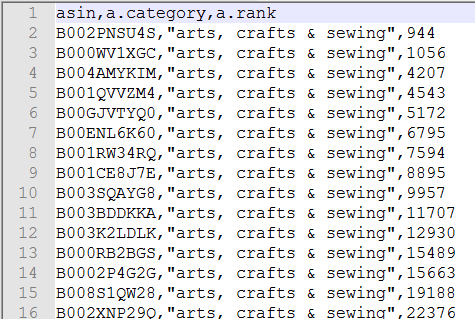 1 asin,a.category,a.rank
2 B002PNSU4S,"arts, crafts & sewing",944
3 B000WV1XGC,"arts, crafts & sewing",1056
4 B004AMYKIM,"arts, crafts & sewing",4207
5 B001QVVZM4,"arts, crafts & sewing",4543
6 B00GJVTYQ0,"arts, crafts & sewing",5172
7 B00ENL6K60,"arts, crafts & sewing",6795
8 B001RW34RQ,"arts, crafts & sewing",7594
9 B001CE8J7E,"arts, crafts & sewing",8895
10 B003SQAYG8,"arts, crafts & sewing",9957
11 B003BDDKKA,"arts, crafts & sewing",11707
12 B003K2LDLK,"arts, crafts & sewing",12930
13 B000RB2BGS,"arts, crafts & sewing",15489
14 B0002P4G2G,"arts, crafts & sewing",15663
15 B008S1QW28,"arts, crafts & sewing",19188
16 B002XNP29O,"arts, crafts & sewing",22376